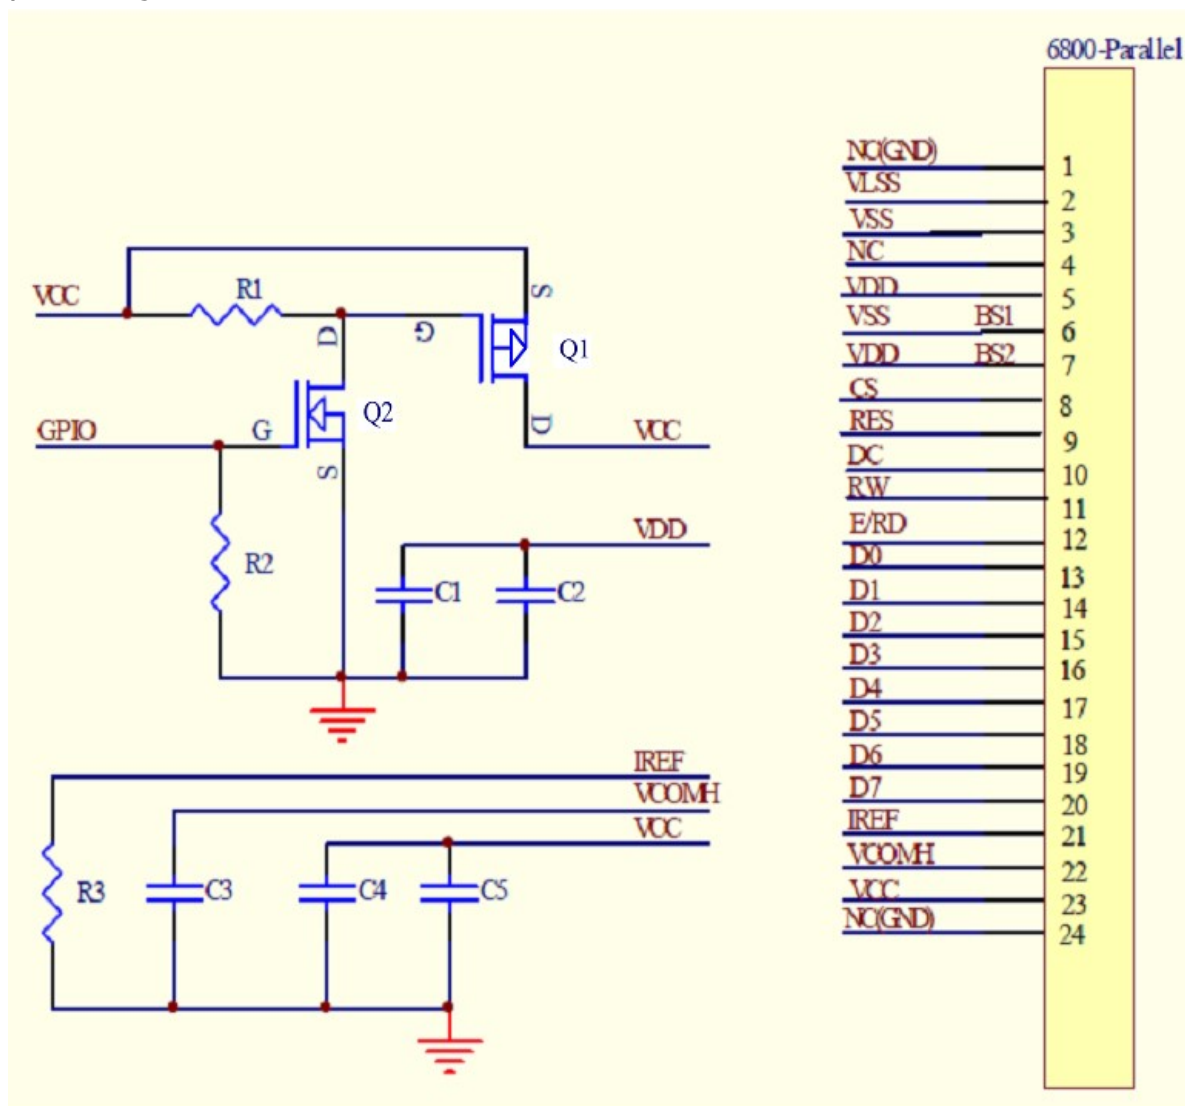 6800-Parallel
NC(GND)
1
VLSS
2
VSS
3
NC
4
VDD
5
VSS BS1
6
VDD BS2
7
CS
8
RES
9
DC
10
RW
11
E/RD
12
D0
13
D1
14
D2
15
D3
16
D4
17
D5
18
D6
19
D7
20
IREF
21
VCOMH
22
VCC
23
NC(GND)
24
VCC
R1
S
D
G
Q1
Q2
GPIO
G
D
VCC
S
VDD
R2
C1
C2
IREF
VCOMH
VCC
R3
C3
C4
C5